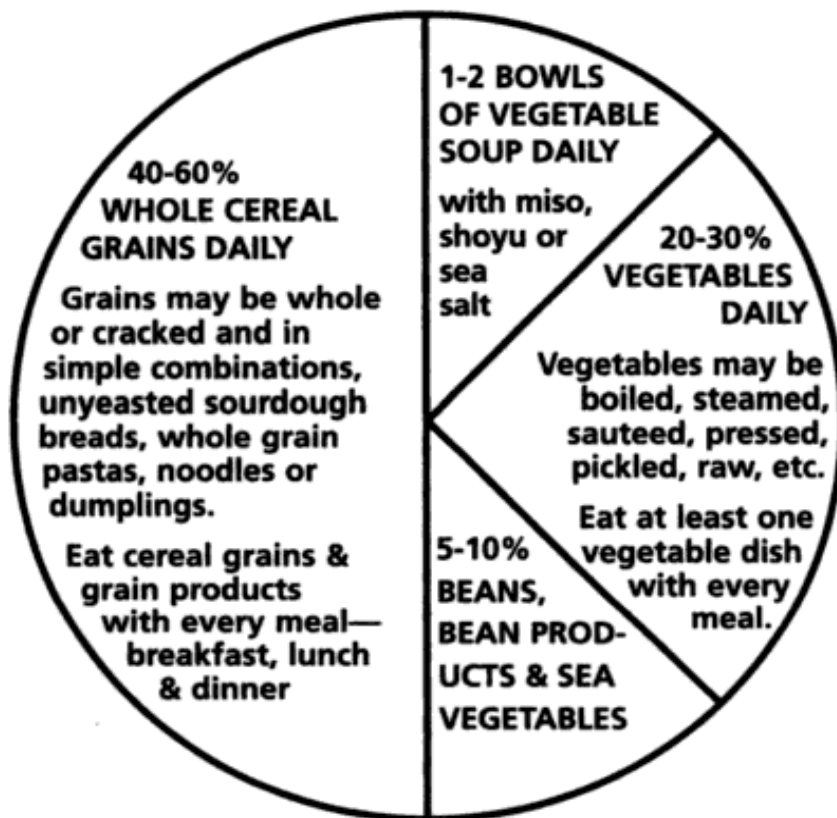 40-60%
WHOLE CEREAL
GRAINS DAILY
Grains may be whole
or cracked and in
simple combinations,
unyeasted sourdough
breads, whole grain
pastas, noodles or
dumplings.
Eat cereal grains &
grain products
with every meal—
breakfast, lunch
& dinner
1-2 BOWLS
OF VEGETABLE
SOUP DAILY
with miso,
shoyu or
sea
salt
20-30%
VEGETABLES
DAILY
Vegetables may be
boiled, steamed,
sauteed, pressed,
pickled, raw, etc.
Eat at least one
vegetable dish
with every
meal.
5-10%
BEANS,
BEAN PROD-
UCTS & SEA
VEGETABLES